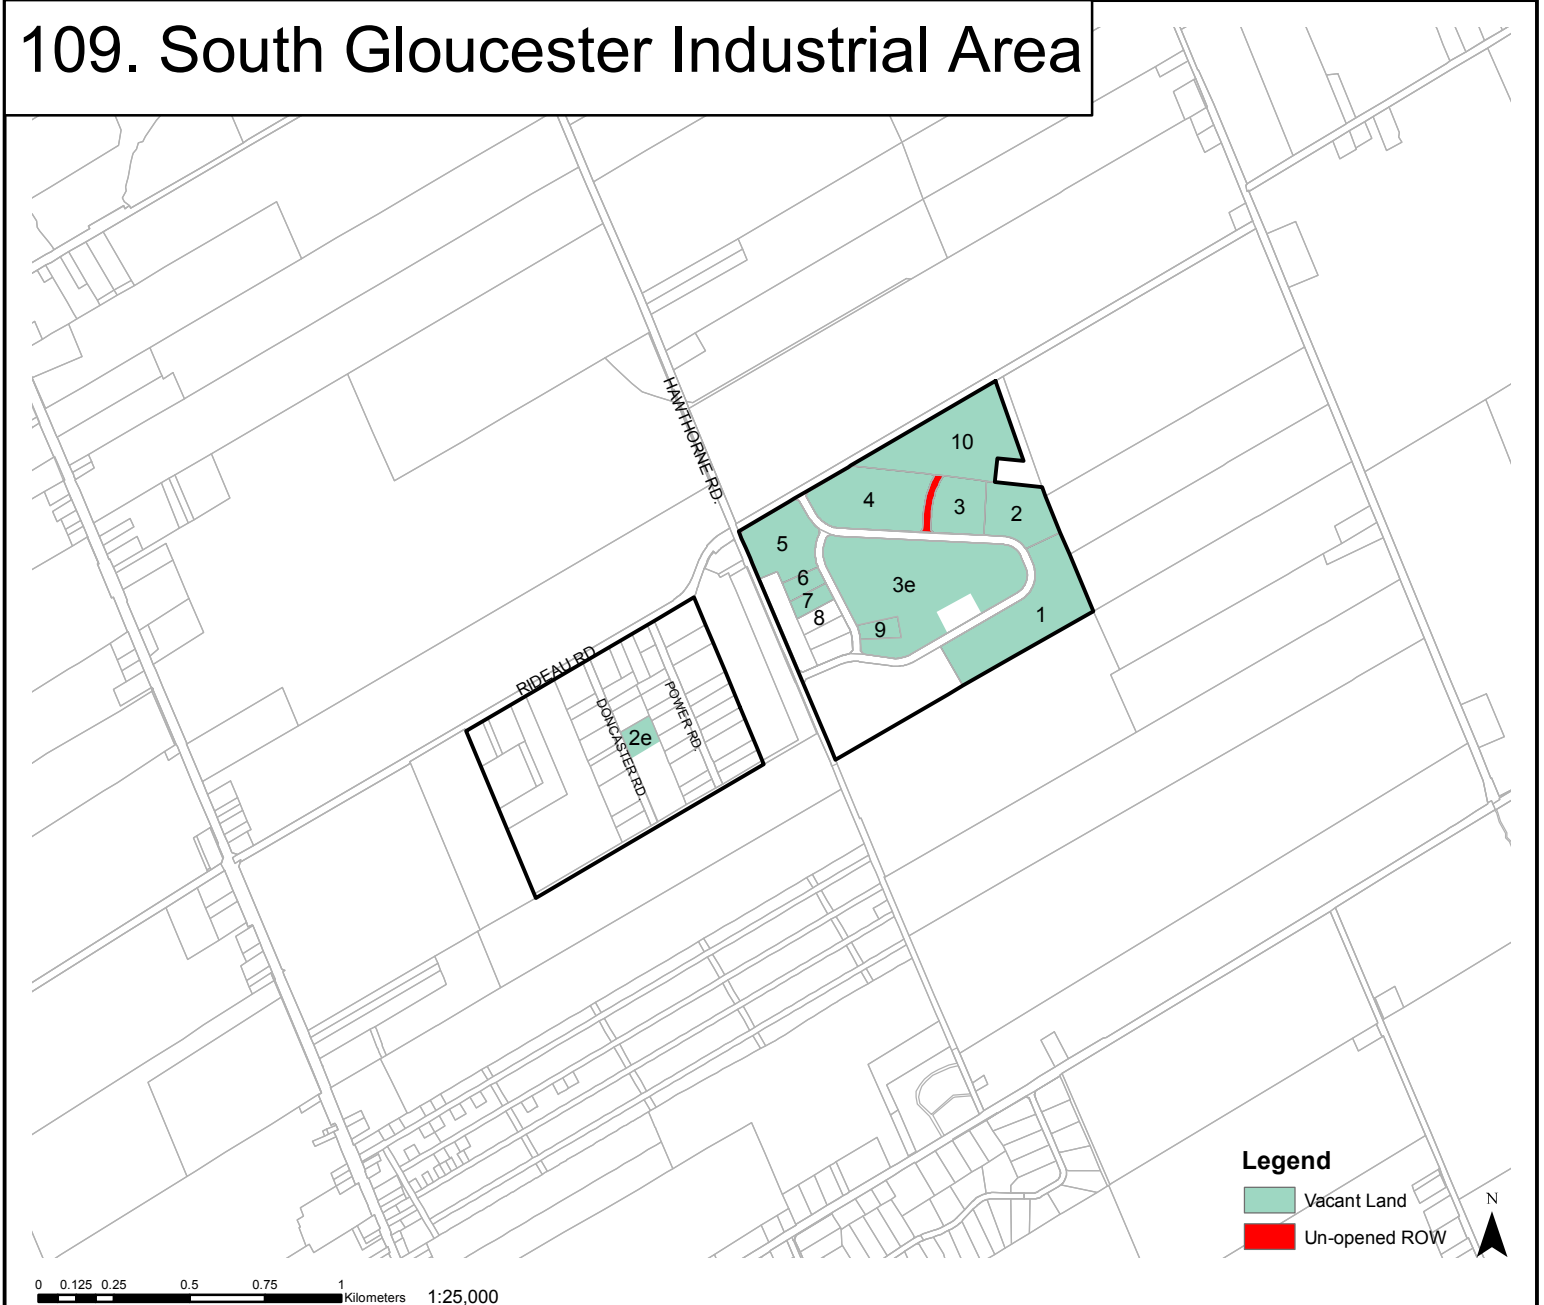 109. South Gloucester Industrial Area
HAWTHORNE RD.
10
4
3
2
5
6
3e
7
8
9
1
RIDEAU RD
POWER RD.
DONCASTER RD.
2e
Legend
Vacant Land
Un-opened ROW
N
0 0.125 0.25 0.5 0.75 1
Kilometers 1:25,000